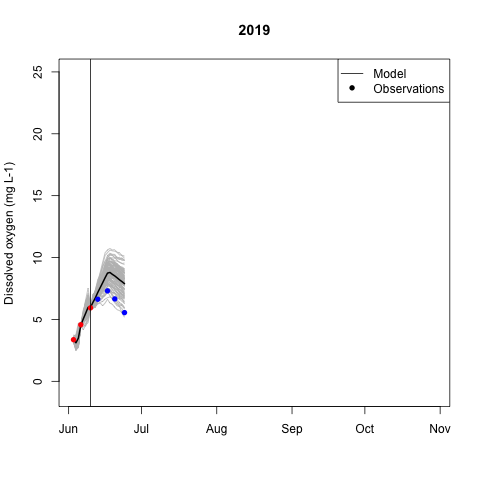 2019
Model
Observations
Dissolved oxygen (mg L-1)
25
20
15
10
5
0
Jun Jul Aug Sep Oct Nov